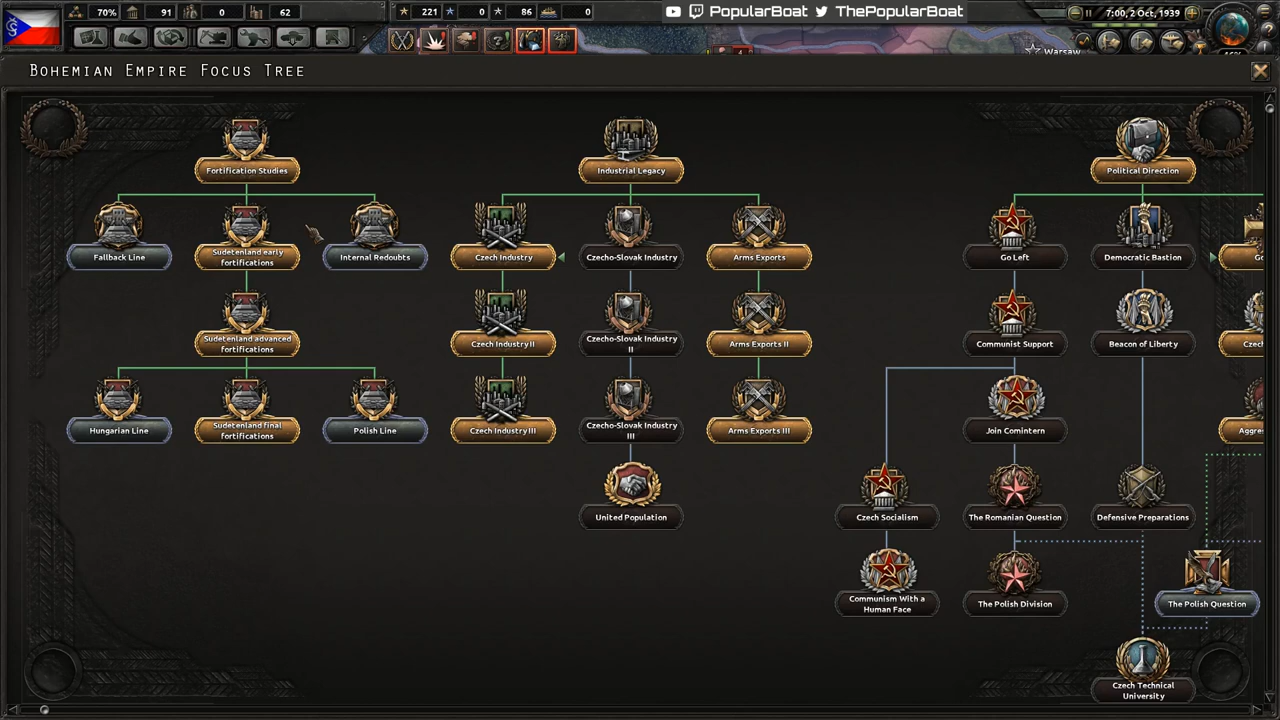 70% 91 0 62 221 0 86 0
PopularBoat ThePopularBoat
7:00, 2 Oct, 1939
4
Warsaw
Bohemian Empire Focus Tree
Fortification Studies
Industrial Legacy
Political Direction
Fallback Line
Sudetenland early
fortifications
Internal Redoubts
Czech Industry
Czecho-Slovak Industry
Arms Exports
Go Left
Democratic Bastion
Go
Sudetenland advanced
fortifications
Czech Industry II
Czecho-Slovak Industry
II
Arms Exports II
Communist Support
Beacon of Liberty
Czech
Hungarian Line
Sudetenland final
fortifications
Polish Line
Czech Industry III
Czecho-Slovak Industry
III
Arms Exports III
Join Comintern
Aggres
United Population
Czech Socialism
The Romanian Question
Defensive Preparations
Communism With a
Human Face
The Polish Division
The Polish Question
Czech Technical
University